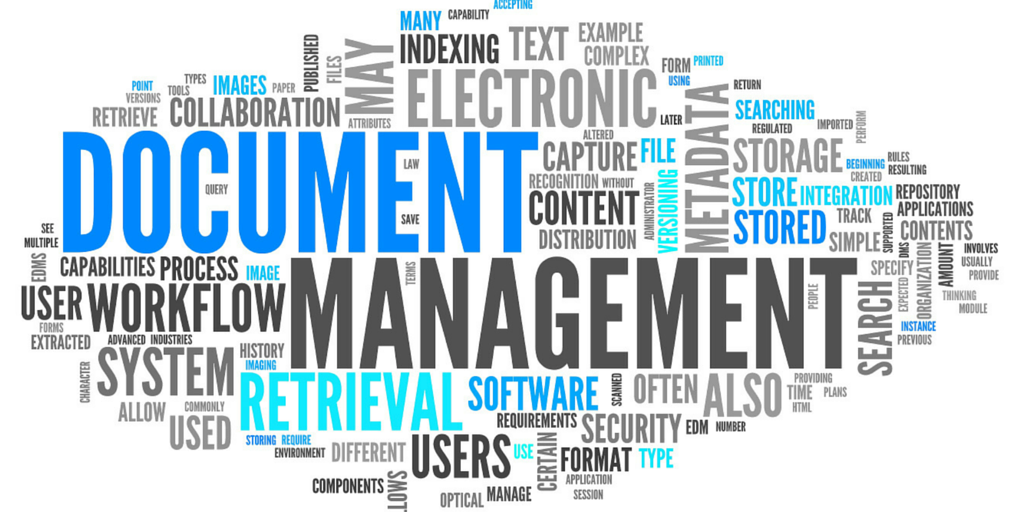 ACCEPTING
MANY
CAPABILITY
INDEXING
TEXT
EXAMPLE
COMPLEX
PUBLISHED
FILES
MAY
FORM
PRINTED
USING
POINT
VERSIONS
TYPES
TOOLS
IMAGES
PAPER
RETRIEVE
COLLABORATION
ATTRIBUTES
ELECTRONIC
LATER
METADATA
RETURN
SEARCHING
REGULATED
IMPORTED
PERFORM
DOCUMENT
LAW
QUERY
SAVE
ALTERED
CAPTURE
FILE
RECOGNITION
WITHOUT
CONTENT
ADMINISTRATOR
VERSIONING
DISTRIBUTION
STORAGE
BEGINNING
RULES
CREATED
RESULTING
STORE
INTEGRATION
REPOSITORY
STORED
TRACK
APPLICATIONS
SIMPLE
SUPPORTED
CONTENTS
SEE
MULTIPLE
EDMS
CAPABILITIES
PROCESS
IMAGE
USER
WORKFLOW
FORMS
EXTRACTED
ADVANCED
INDUSTRIES
MANAGEMENT
TERMS
PEOPLE
SEARCH
SPECIFY
DMS
EXPECTED
ORGANIZATION
AMOUNT
INVOLVES
USUALLY
PROVIDE
THINKING
MODULE
INSTANCE
PREVIOUS
CHARACTER
SYSTEM
HISTORY
IMAGING
ALLOW
COMMONLY
USED
RETRIEVAL
SOFTWARE
SCANNED
OFTEN
ALSO
PROVIDING
TIME
PLANS
HTML
STORING
REQUIRE
ENVIRONMENT
DIFFERENT
USERS
REQUIREMENTS
SECURITY
EDM
NUMBER
USE
CERTAIN
FORMAT
TYPE
APPLICATION
SESSION
COMPONENTS
LLOWS
OPTICAL
MANAGE